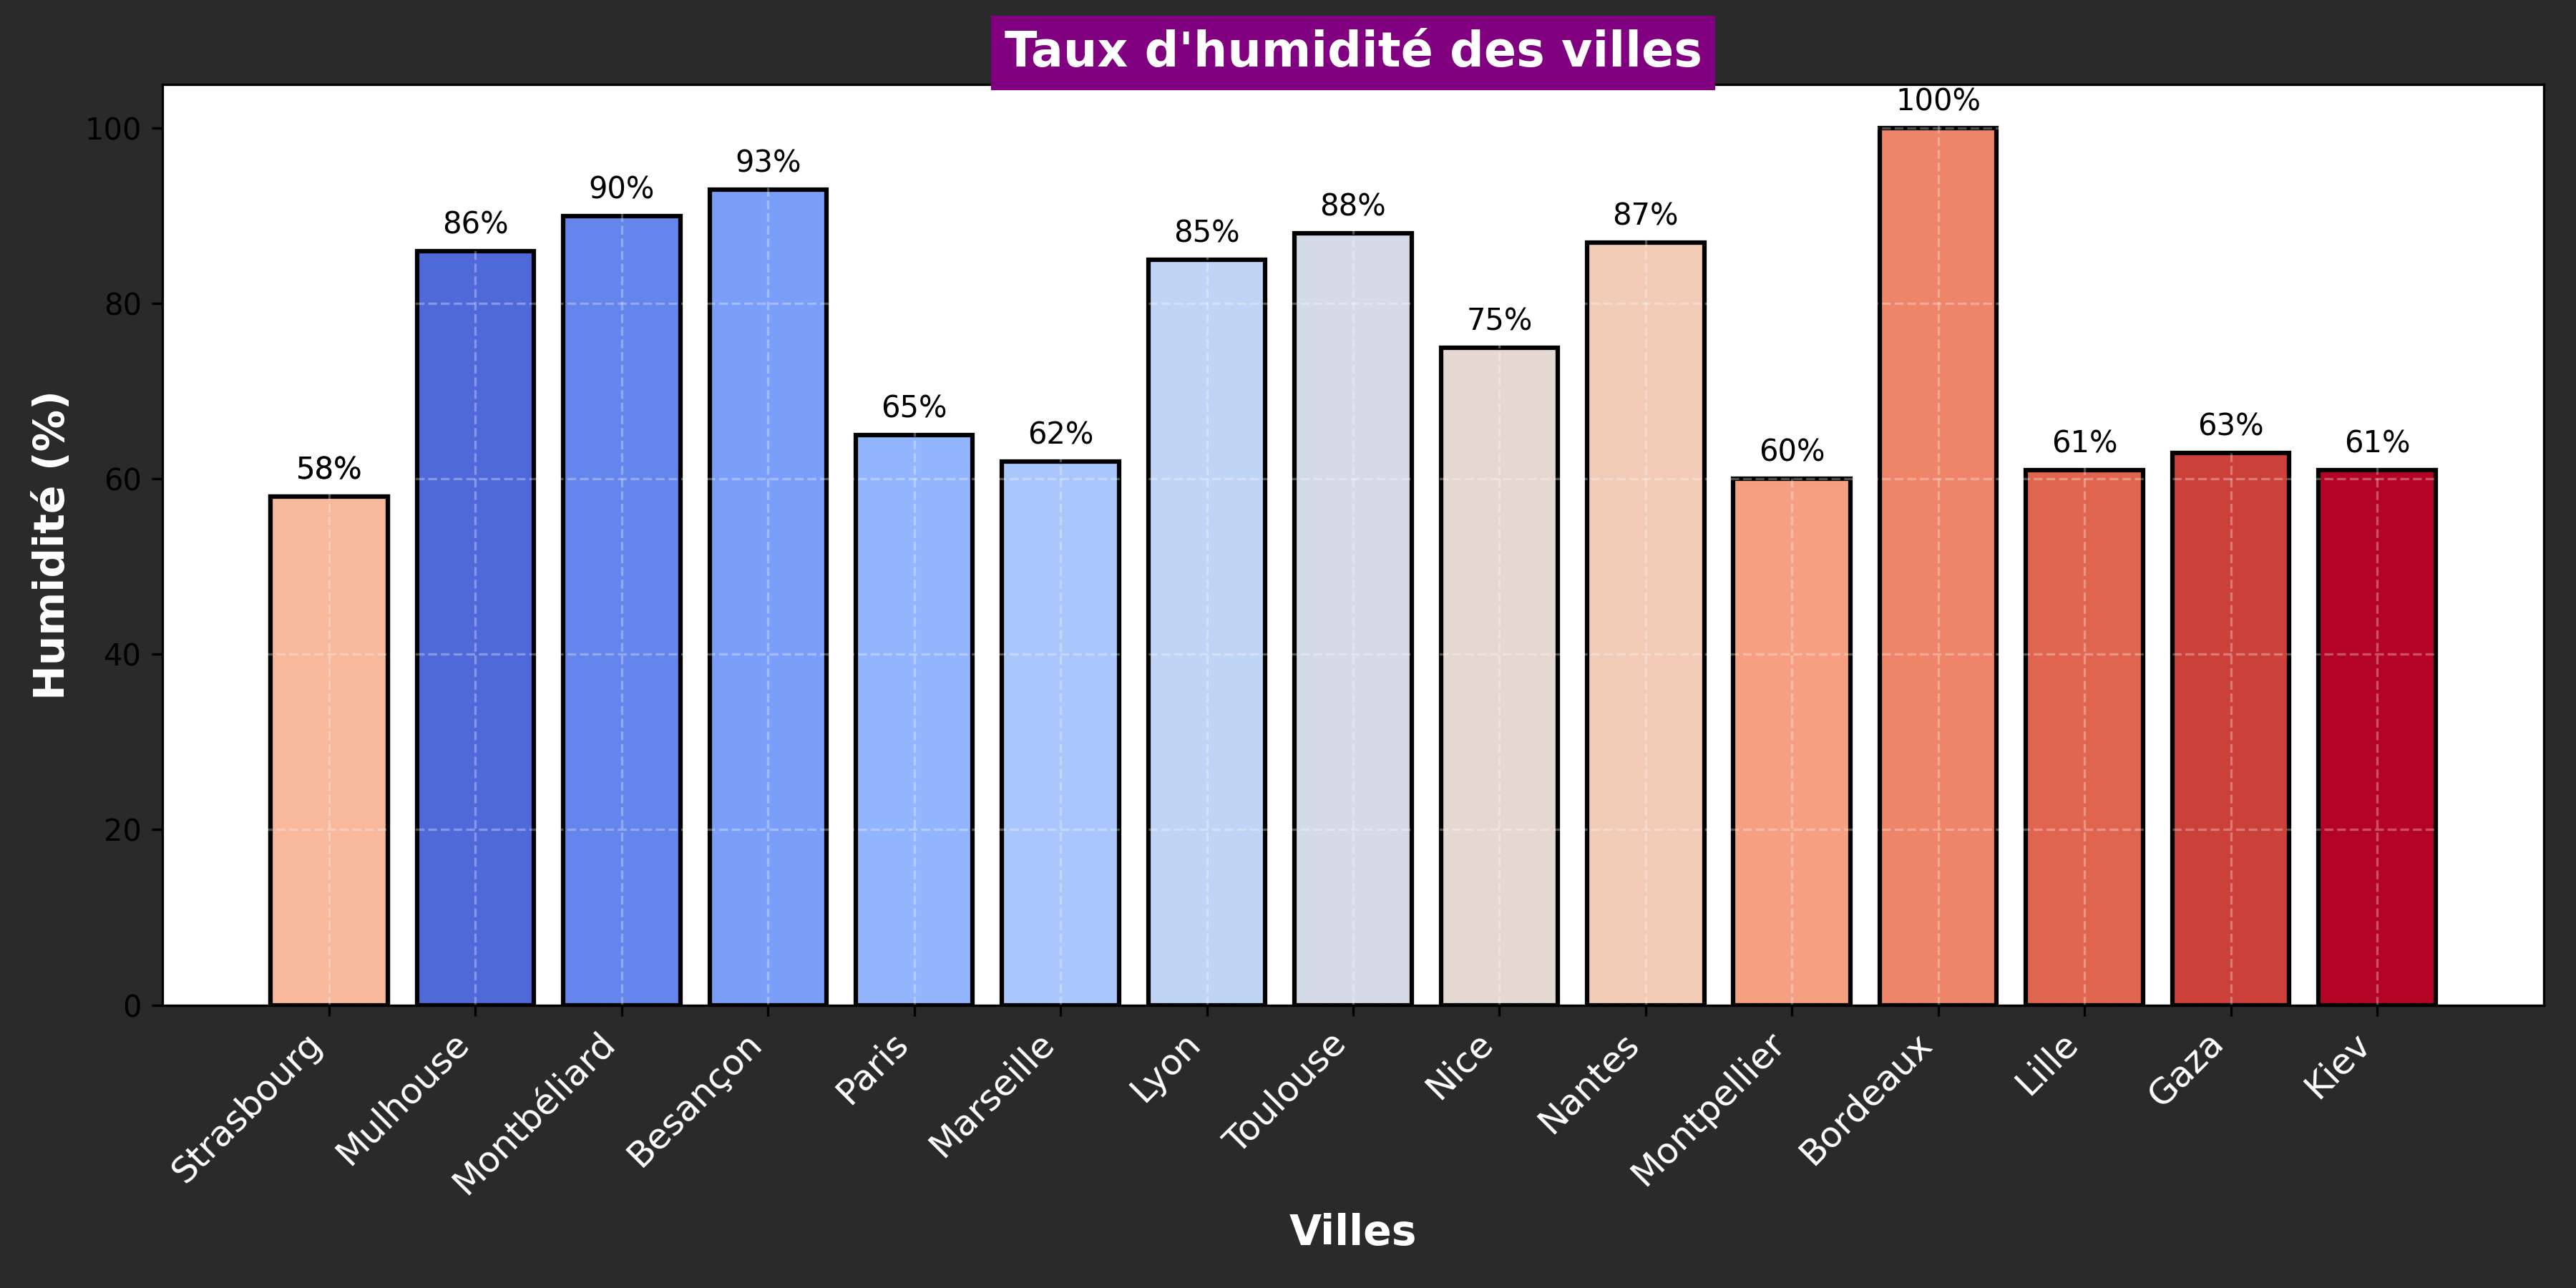 Taux d'humidité des villes
Humidité (%)
100
80
60
40
20
0
58%
86%
90%
93%
65%
62%
85%
88%
75%
87%
60%
100%
61%
63%
61%
Strasbourg
Mulhouse
Montbéliard
Besançon
Paris
Marseille
Lyon
Toulouse
Nice
Nantes
Montpellier
Bordeaux
Lille
Gaza
Kiev
Villes